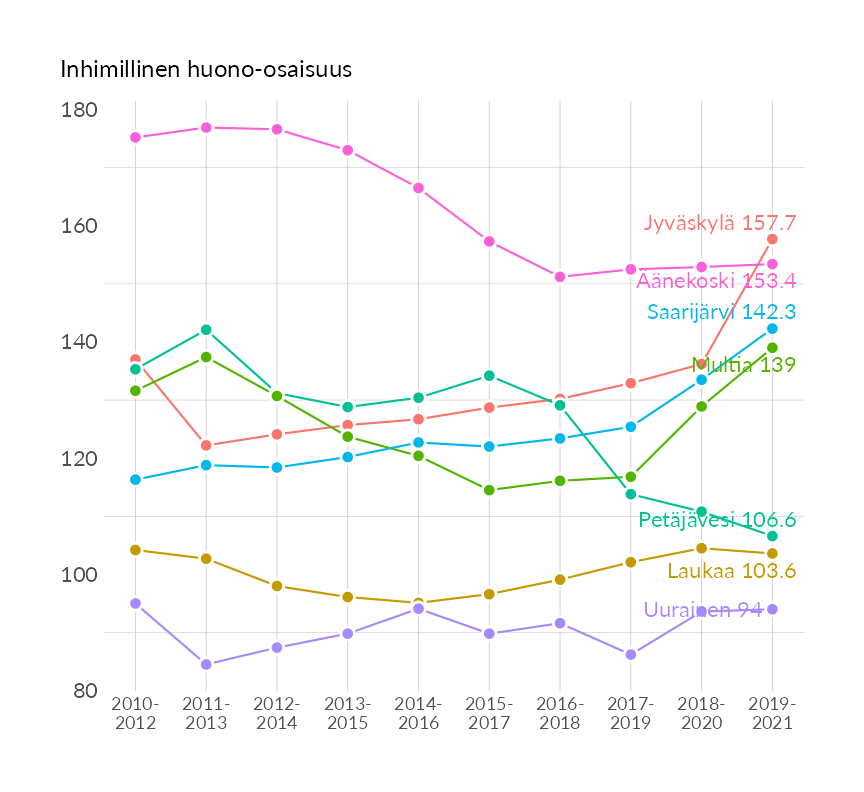 Inhimillinen huono-osaisuus
180
160
140
120
100
80
Jyväskylä 157.7
Äänekoski 153.4
Saarijärvi 142.3
Multia 139
Petäjävesi 106.6
Laukaa 103.6
Uurainen 94
2010- 2011- 2012- 2013- 2014- 2015- 2016- 2017- 2018- 2019-
2012 2013 2014 2015 2016 2017 2018 2019 2020 2021